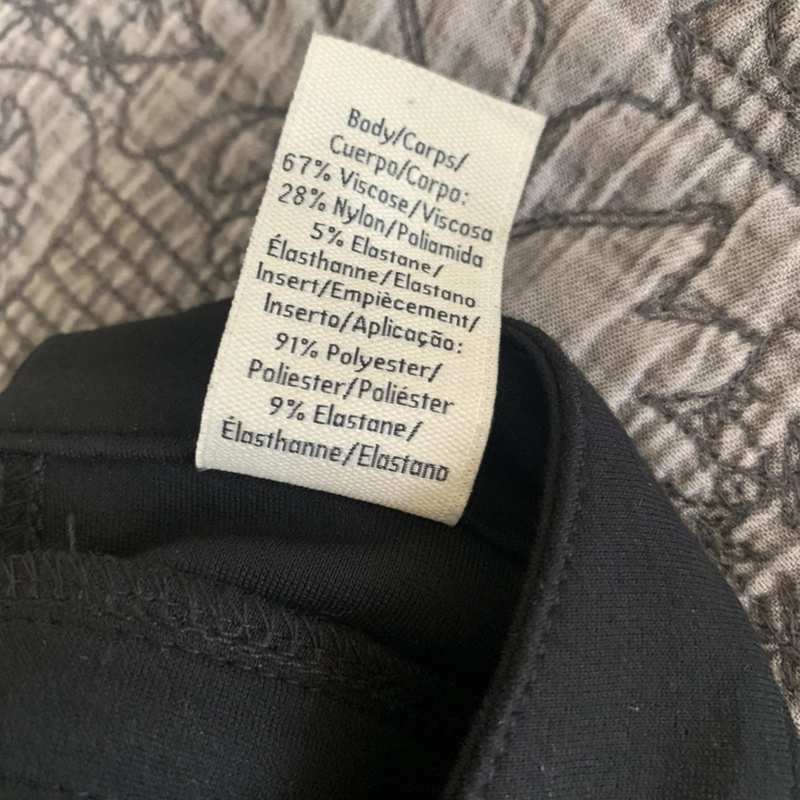 Body/Corps/
Cuerpo/Corpo:
67% Viscose/Viscosa
28% Nylon/Poliamida
5% Elastane/
Élasthanne/Elastano
Insert/Empiècement/
Inserto/Aplicação:
91% Polyester/
Poliester/Poliéster
9% Elastane/
Élasthanne/Elastano